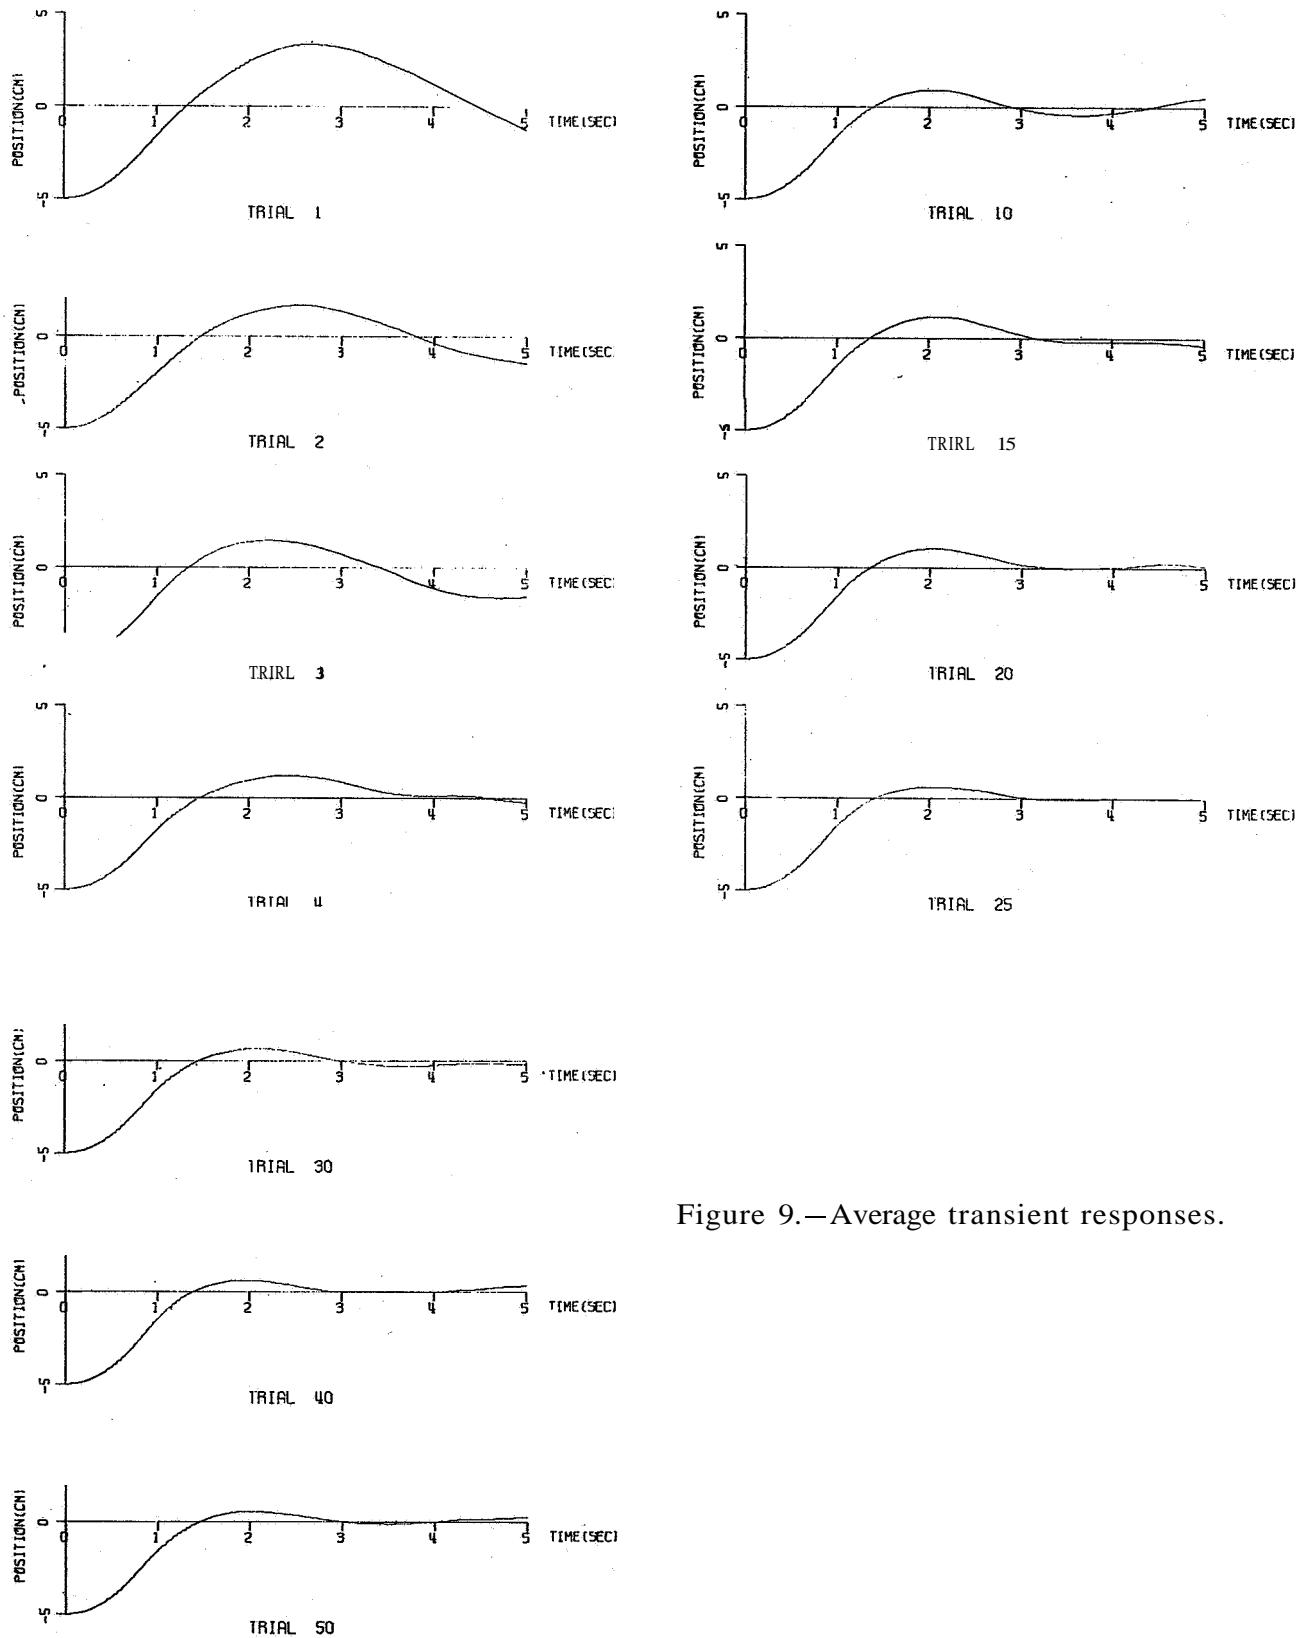 5
POSITION(CM)
0
-5
0 1 2 3 4 5 TIME(SEC)
TRIAL 1
POSITION(CM)
0
-5
0 1 2 3 4 5 TIME(SEC)
TRIAL 2
5
POSITION(CM)
0
0 1 2 3 4 5 TIME(SEC)
TRIRL 3
5
POSITION(CM)
0
-5
0 1 2 3 4 5 TIME(SEC)
TRIAL 4
POSITION(CM)
0
-5
0 1 2 3 4 5 TIME(SEC)
TRIAL 30
POSITION(CM)
0
-5
0 1 2 3 4 5 TIME(SEC)
TRIAL 40
POSITION(CM)
0
-5
0 1 2 3 4 5 TIME(SEC)
TRIAL 50
5
POSITION(CM)
0
-5
0 1 2 3 4 5 TIME(SEC)
TRIAL 10
5
POSITION(CM)
0
-5
0 1 2 3 4 5 TIME(SEC)
TRIRL 15
5
POSITION(CM)
0
-5
0 1 2 3 4 5 TIME(SEC)
TRIAL 20
5
POSITION(CM)
0
-5
0 1 2 3 4 5 TIME(SEC)
TRIAL 25
Figure 9.—Average transient responses.